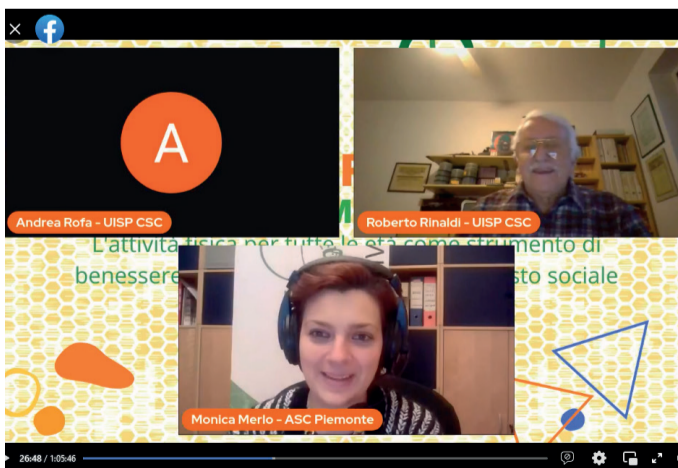 A
Andrea Rofa - UISP CSC
Roberto Rinaldi - UISP CSC
L'attività fisica per tutte le età come strumento di
benessere
sto sociale
Monica Merlo - ASC Piemonte
26:48 / 1:05:46